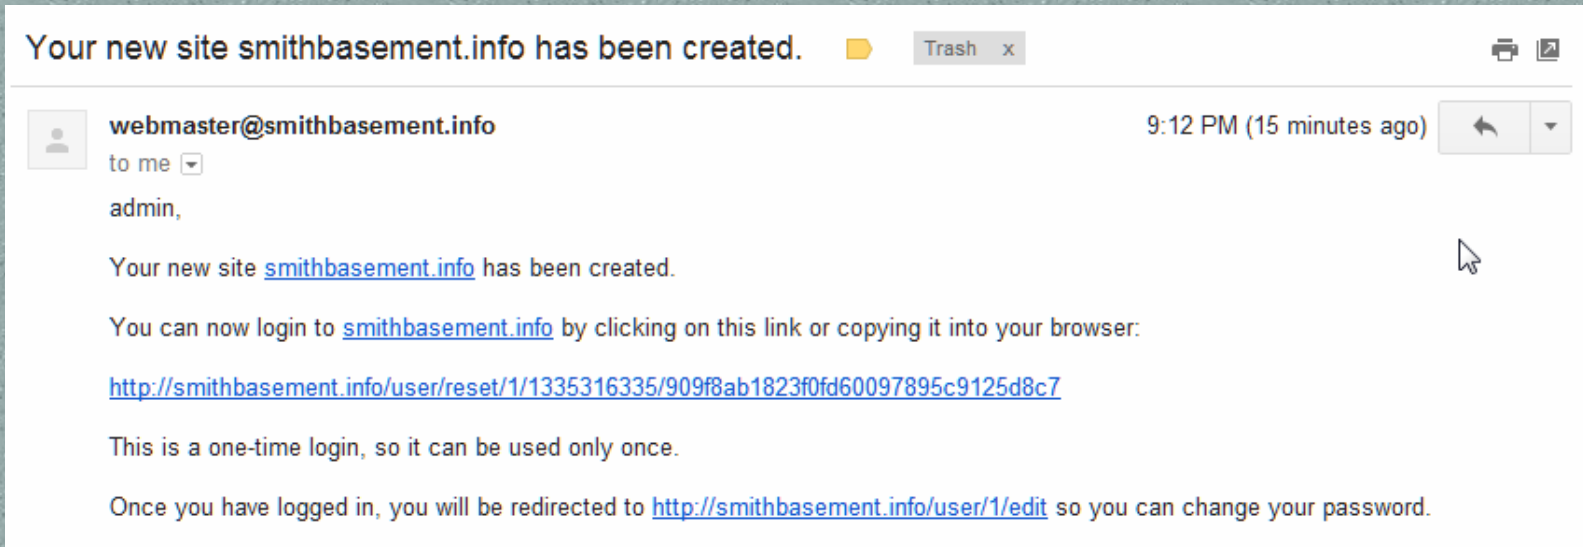 Your new site smithbasement.info has been created. Trash x
webmaster@smithbasement.info 9:12 PM (15 minutes ago)
to me
admin,
Your new site smithbasement.info has been created.
You can now login to smithbasement.info by clicking on this link or copying it into your browser:
http://smithbasement.info/user/reset/1/1335316335/909f8ab1823f0fd60097895c9125d8c7
This is a one-time login, so it can be used only once.
Once you have logged in, you will be redirected to http://smithbasement.info/user/1/edit so you can change your password.